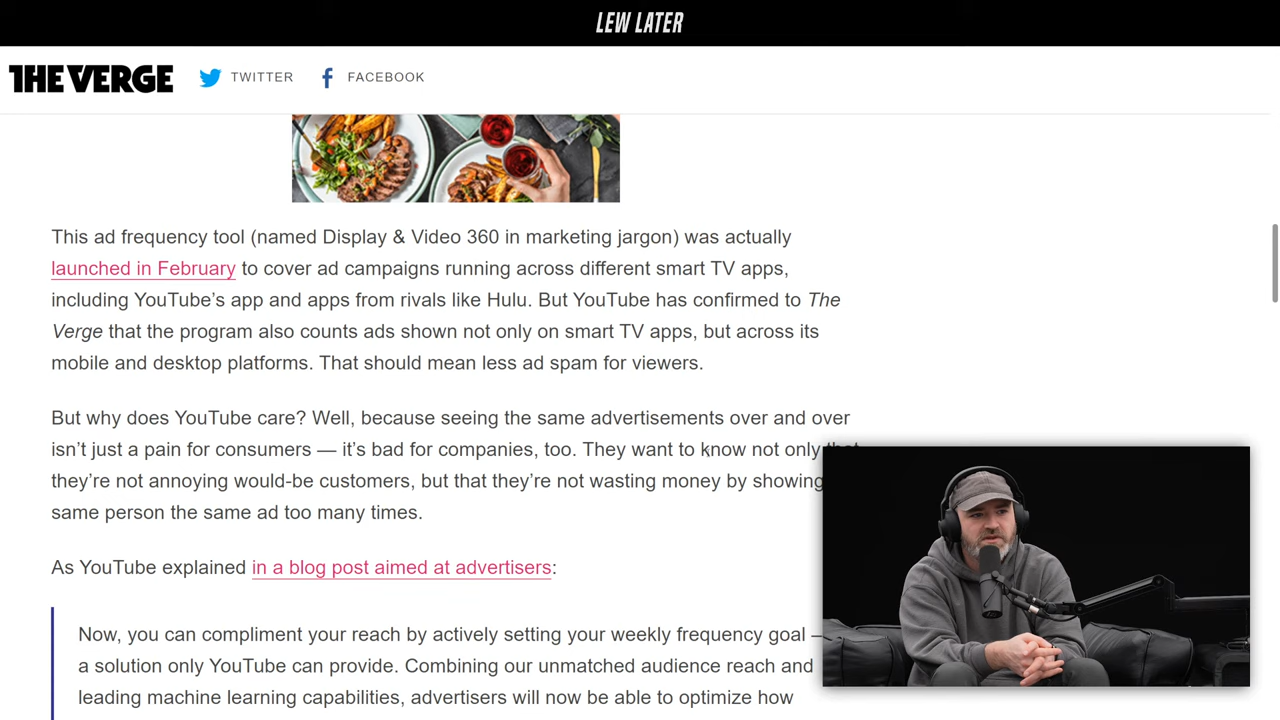 LEW LATER
THE VERGE
TWITTER
FACEBOOK
This ad frequency tool (named Display & Video 360 in marketing jargon) was actually
launched in February to cover ad campaigns running across different smart TV apps,
including YouTube’s app and apps from rivals like Hulu. But YouTube has confirmed to The
Verge that the program also counts ads shown not only on smart TV apps, but across its
mobile and desktop platforms. That should mean less ad spam for viewers.
But why does YouTube care? Well, because seeing the same advertisements over and over
isn’t just a pain for consumers — it’s bad for companies, too. They want to know not only that
they’re not annoying would-be customers, but that they’re not wasting money by showing
same person the same ad too many times.
As YouTube explained in a blog post aimed at advertisers:
Now, you can compliment your reach by actively setting your weekly frequency goal –
a solution only YouTube can provide. Combining our unmatched audience reach and
leading machine learning capabilities, advertisers will now be able to optimize how